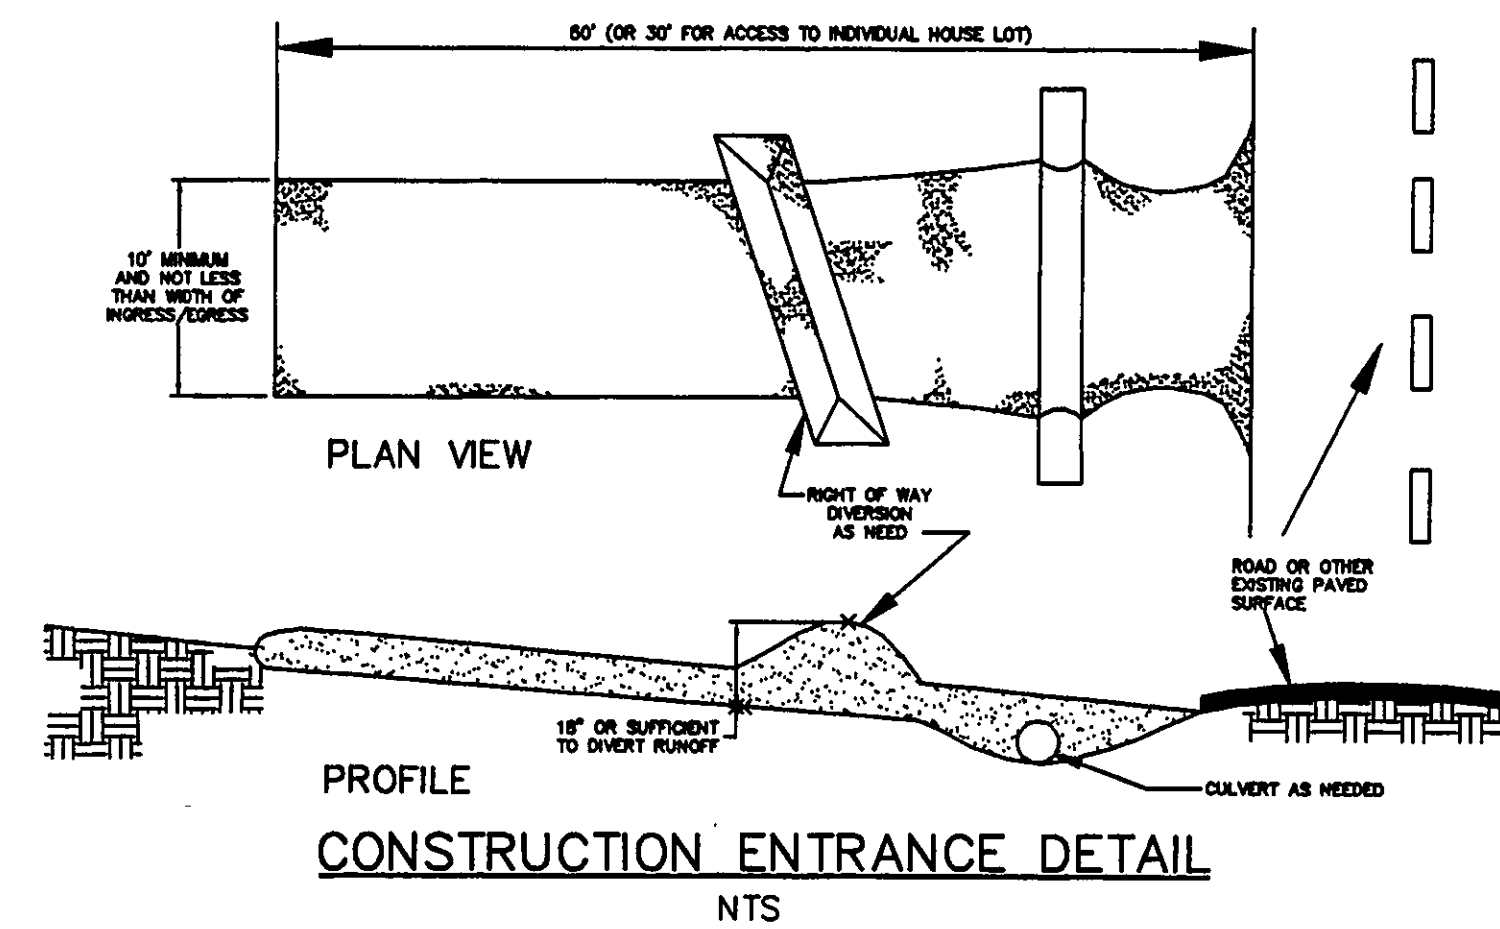 60' (OR 30' FOR ACCESS TO INDIVIDUAL HOUSE LOT)
10' MINIMUM
AND NOT LESS
THAN WIDTH OF
INGRESS/EGRESS
PLAN VIEW
RIGHT OF WAY
DIVERSION
AS NEED
ROAD OR OTHER
EXISTING PAVED
SURFACE
18" OR SUFFICIENT
TO DIVERT RUNOFF
PROFILE
CULVERT AS NEEDED
CONSTRUCTION ENTRANCE DETAIL
NTS